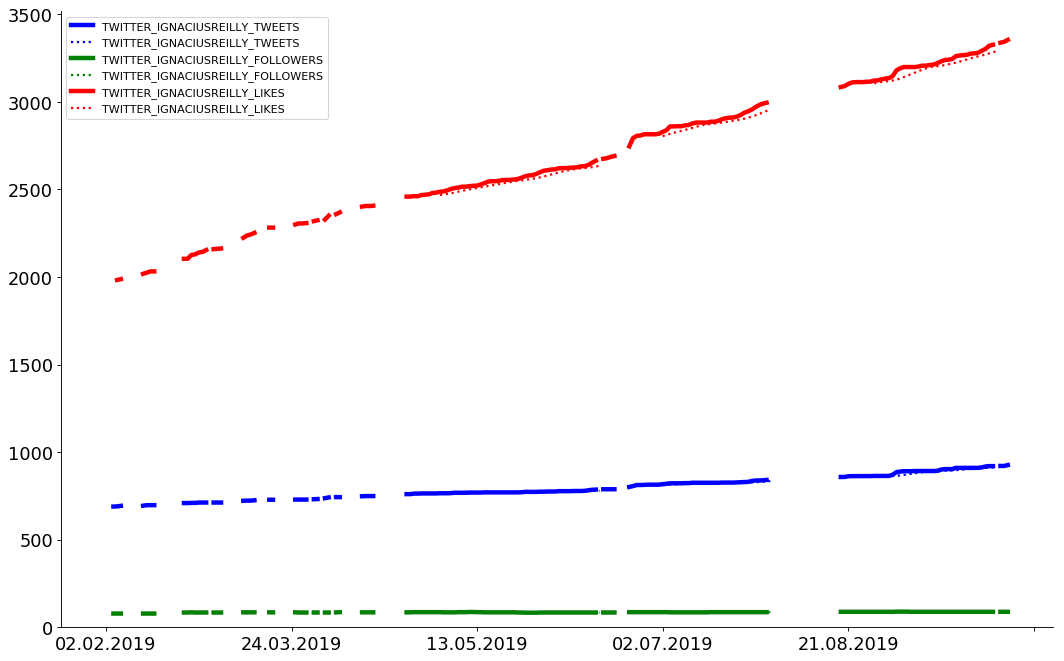 3500
3000
2500
2000
1500
1000
500
0
TWITTER_IGNACIUSREILLY_TWEETS
TWITTER_IGNACIUSREILLY_TWEETS
TWITTER_IGNACIUSREILLY_FOLLOWERS
TWITTER_IGNACIUSREILLY_FOLLOWERS
TWITTER_IGNACIUSREILLY_LIKES
TWITTER_IGNACIUSREILLY_LIKES
02.02.2019 24.03.2019 13.05.2019 02.07.2019 21.08.2019